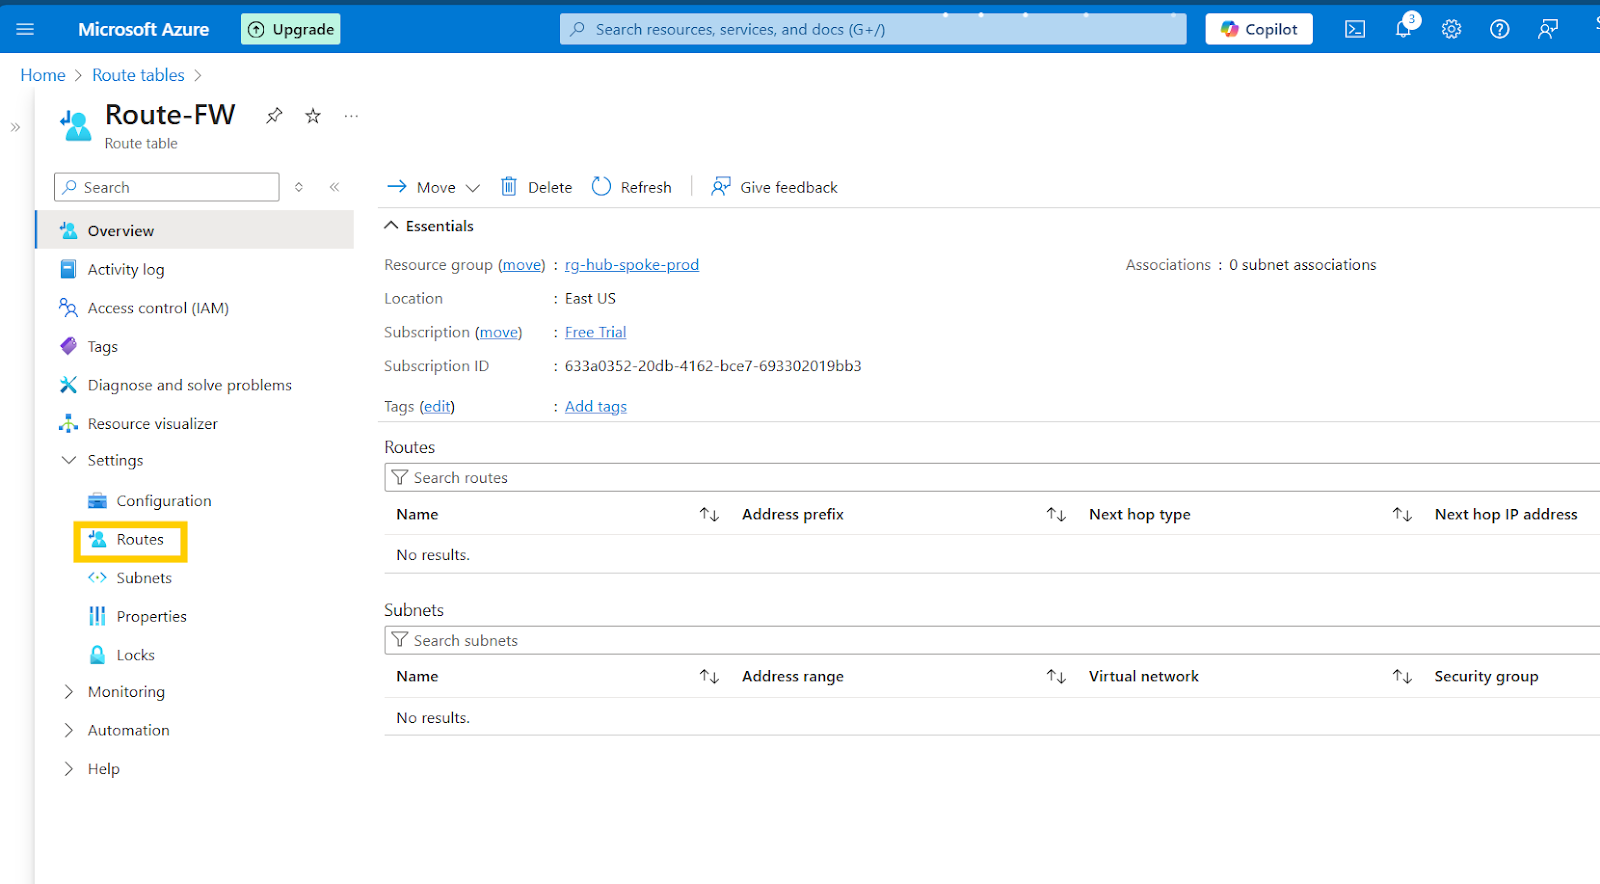 Microsoft Azure Upgrade Search resources, services, and docs (G+/) Copilot 3
Home > Route tables >
Route-FW
Route table
Search
Move Delete Refresh Give feedback
Overview
Activity log
Access control (IAM)
Tags
Diagnose and solve problems
Resource visualizer
Settings
Configuration
Routes
Subnets
Properties
Locks
Monitoring
Automation
Help
Essentials
Resource group (move) : rg-hub-spoke-prod
Location : East US
Subscription (move) : Free Trial
Subscription ID : 633a0352-20db-4162-bce7-693302019bb3
Tags (edit) : Add tags
Associations : 0 subnet associations
Routes
Search routes
Name Address prefix Next hop type Next hop IP address
No results.
Subnets
Search subnets
Name Address range Virtual network Security group
No results.